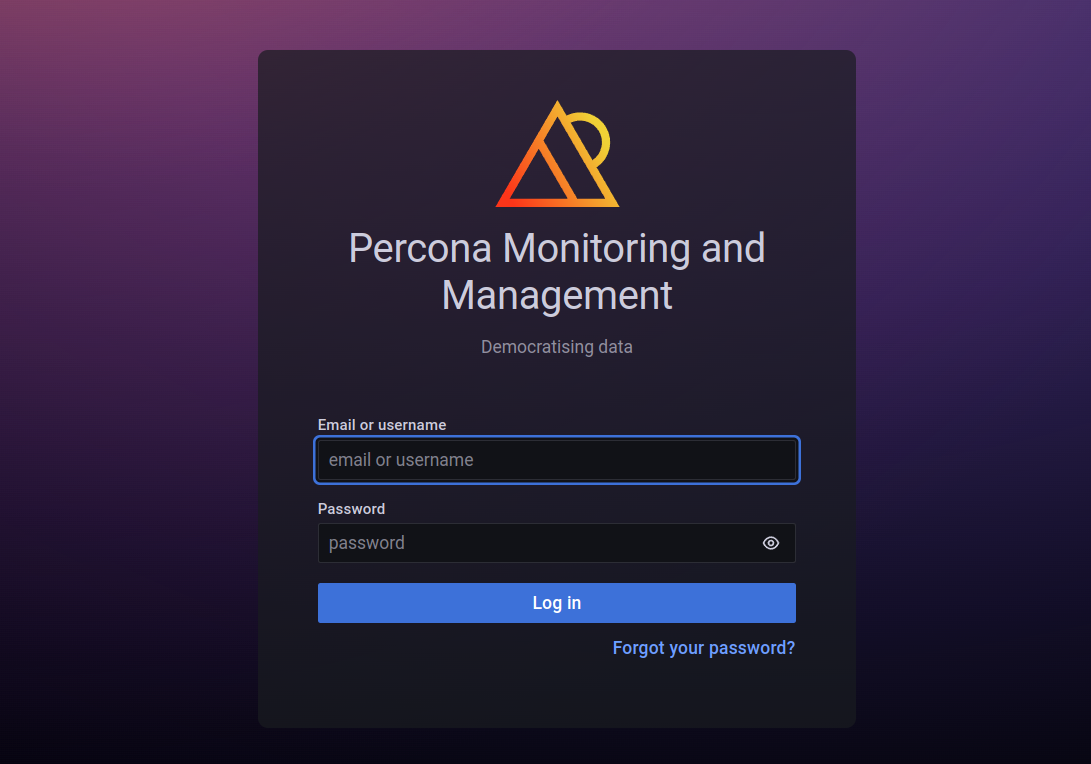 Percona Monitoring and
Management
Democratising data
Email or username
email or username
Password
password
Log in
Forgot your password?